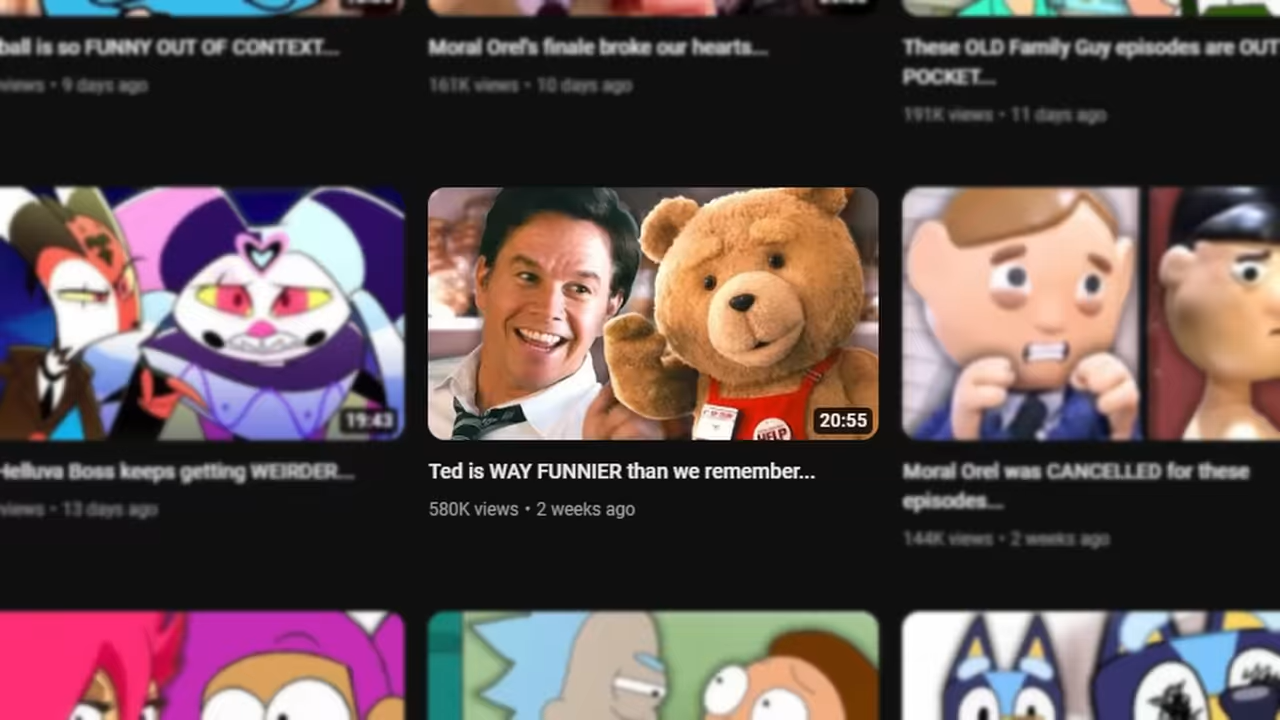 ball is so FUNNY OUT OF CONTEXT...
Moral Orel's finale broke our hearts...
These OLD Family Guy episodes are OUT
POCKET...
views • 9 days ago
161K views • 10 days ago
191K views • 11 days ago
19:43
HELP
20:55
Helluva Boss keeps getting WEIRDER...
Ted is WAY FUNNIER than we remember...
Moral Orel was CANCELLED for these
episodes...
views • 13 days ago
580K views • 2 weeks ago
144K views • 2 weeks ago